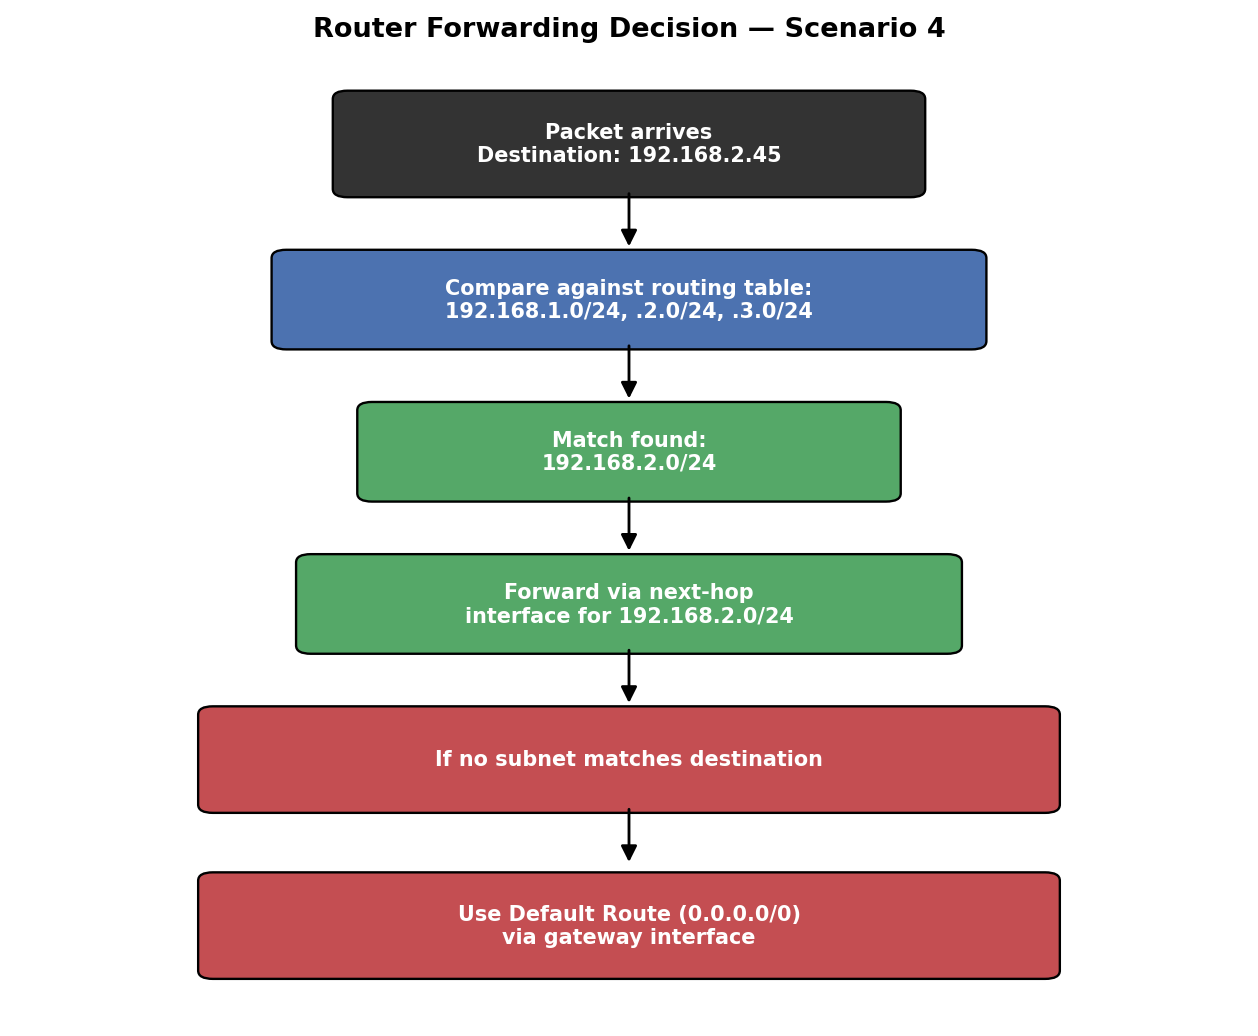 Router Forwarding Decision — Scenario 4
Packet arrives
Destination: 192.168.2.45
Compare against routing table:
192.168.1.0/24, .2.0/24, .3.0/24
Match found:
192.168.2.0/24
Forward via next-hop
interface for 192.168.2.0/24
If no subnet matches destination
Use Default Route (0.0.0.0/0)
via gateway interface